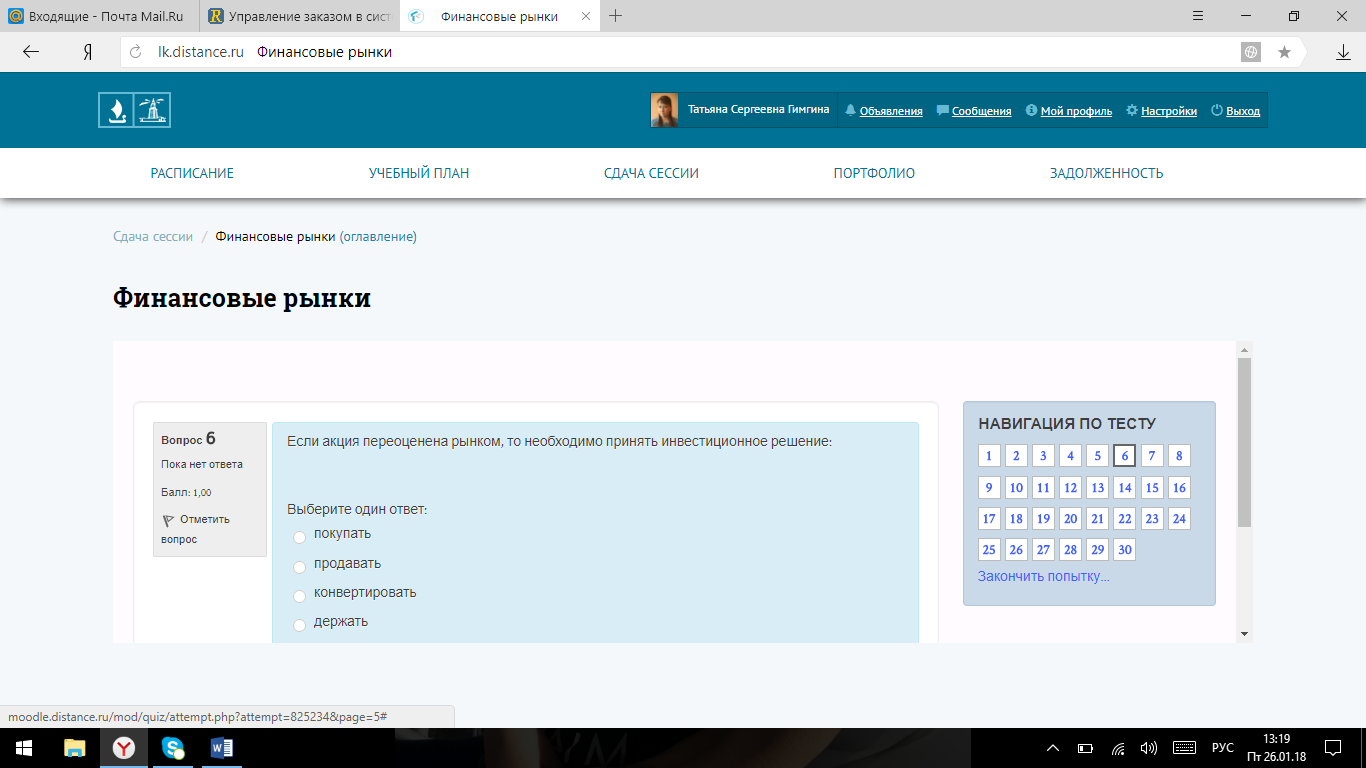 Входящие - Почта Mail.Ru
Управление заказом в сист
Финансовые рынки
Я
lk.distance.ru Финансовые рынки
Татьяна Сергеевна Гимгина
Объявления
Сообщения
Мой профиль
Настройки
Выход
РАСПИСАНИЕ
УЧЕБНЫЙ ПЛАН
СДАЧА СЕССИИ
ПОРТФОЛИО
ЗАДОЛЖЕННОСТЬ
Сдача сессии / Финансовые рынки (оглавление)
Финансовые рынки
Вопрос 6
Пока нет ответа
Балл: 1,00
Отметить
вопрос
Если акция переоценена рынком, то необходимо принять инвестиционное решение:
Выберите один ответ:
покупать
продавать
конвертировать
держать
НАВИГАЦИЯ ПО ТЕСТУ
1 2 3 4 5 6 7 8
9 10 11 12 13 14 15 16
17 18 19 20 21 22 23 24
25 26 27 28 29 30
Закончить попытку...
moodle.distance.ru/mod/quiz/attempt.php?attempt=825234&page=5#
РУС
13:19
Пт 26.01.18